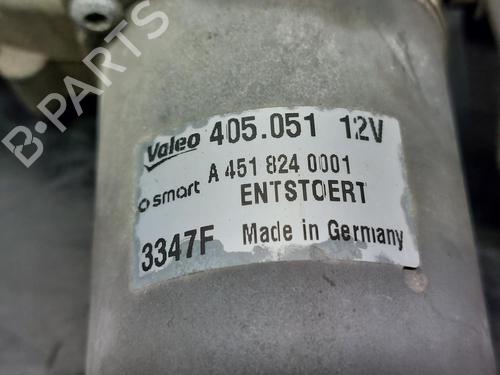 Valeo 405.051 12V
A 451 824 0001
smart ENTSTOERT
3347F Made in Germany
B-PARTS